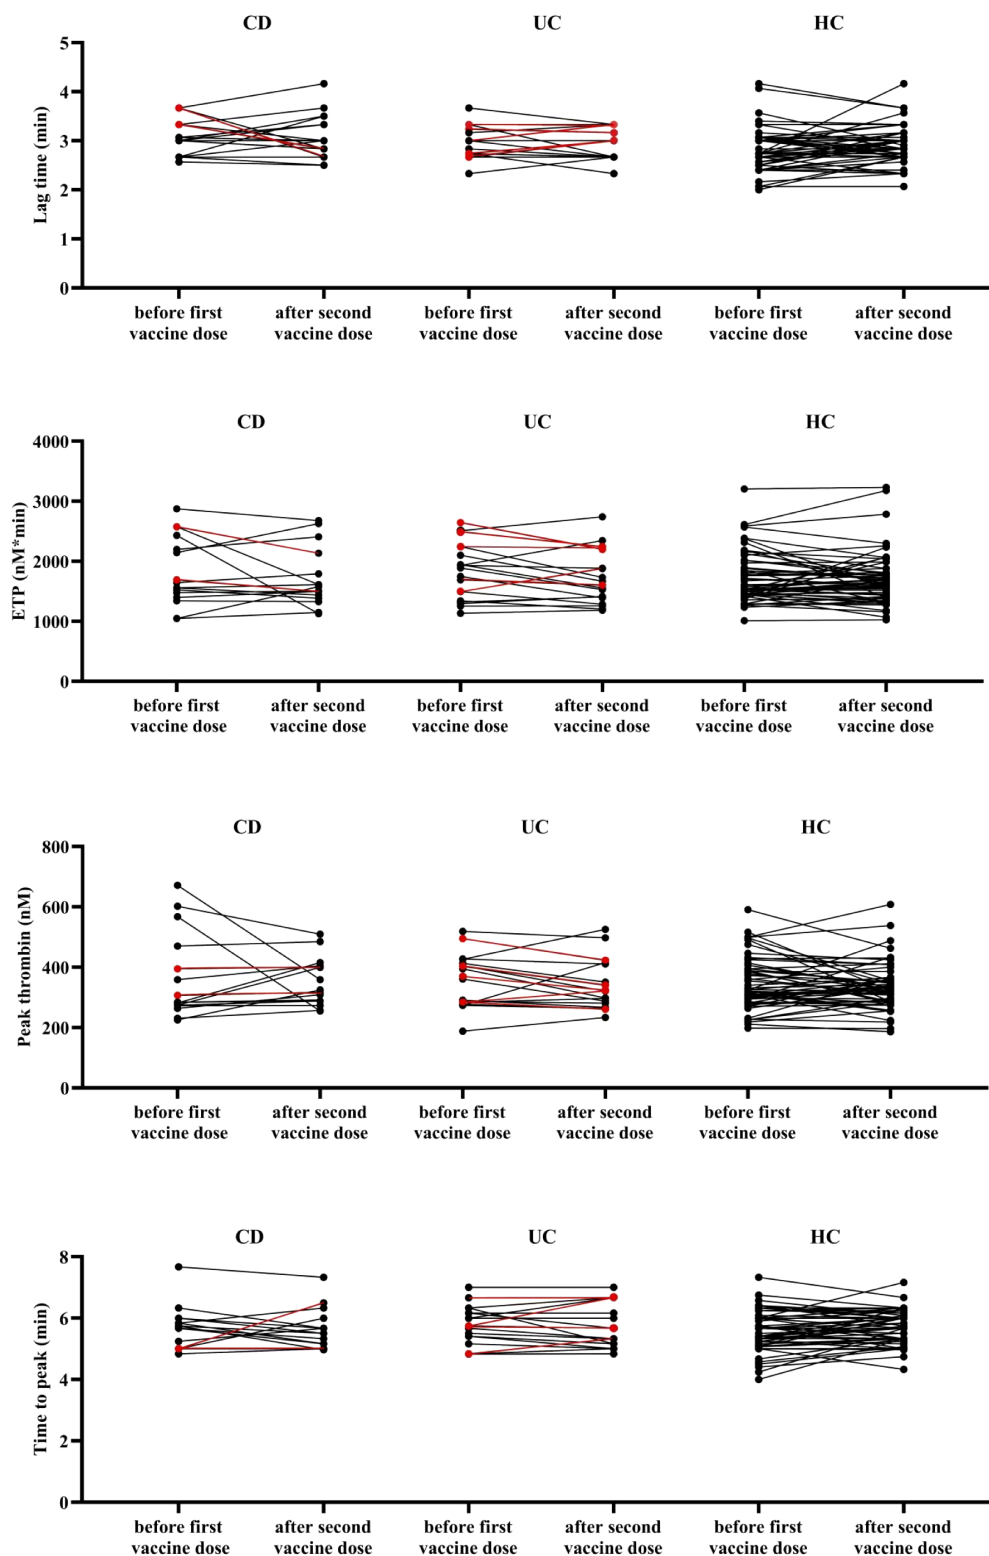 CD UC HC
5
4
3
2
1
0
Lag time (min)
before first after second before first after second before first after second
vaccine dose vaccine dose vaccine dose vaccine dose vaccine dose vaccine dose
CD UC HC
4000
3000
2000
1000
0
ETP (nM*min)
before first after second before first after second before first after second
vaccine dose vaccine dose vaccine dose vaccine dose vaccine dose vaccine dose
CD UC HC
800
600
400
200
0
Peak thrombin (nM)
before first after second before first after second before first after second
vaccine dose vaccine dose vaccine dose vaccine dose vaccine dose vaccine dose
CD UC HC
8
6
4
2
0
Time to peak (min)
before first after second before first after second before first after second
vaccine dose vaccine dose vaccine dose vaccine dose vaccine dose vaccine dose